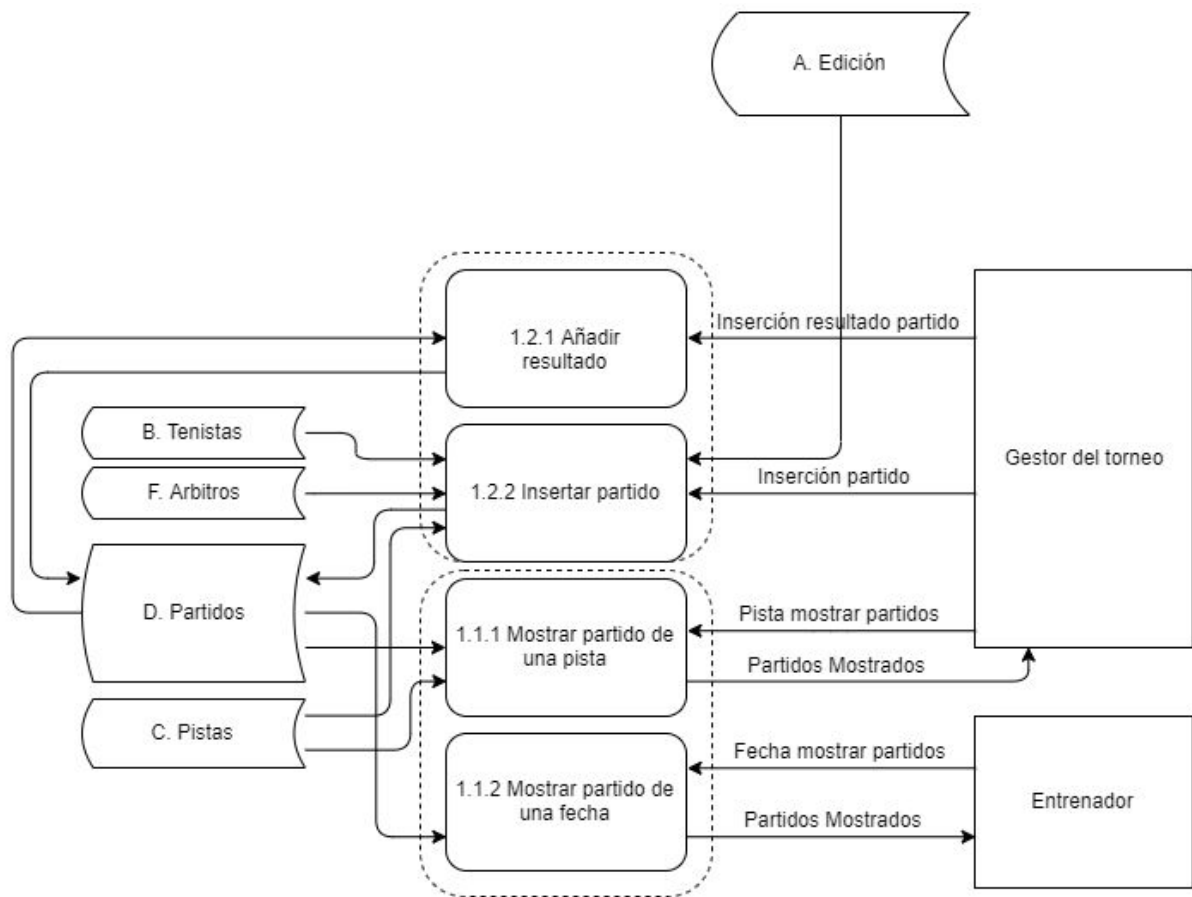 A. Edición
Inserción resultado partido
1.2.1 Añadir
resultado
B. Tenistas
Gestor del torneo
Inserción partido
F. Arbitros
1.2.2 Insertar partido
D. Partidos
Pista mostrar partidos
1.1.1 Mostrar partido de
una pista
Partidos Mostrados
C. Pistas
Fecha mostrar partidos
1.1.2 Mostrar partido de
una fecha
Entrenador
Partidos Mostrados